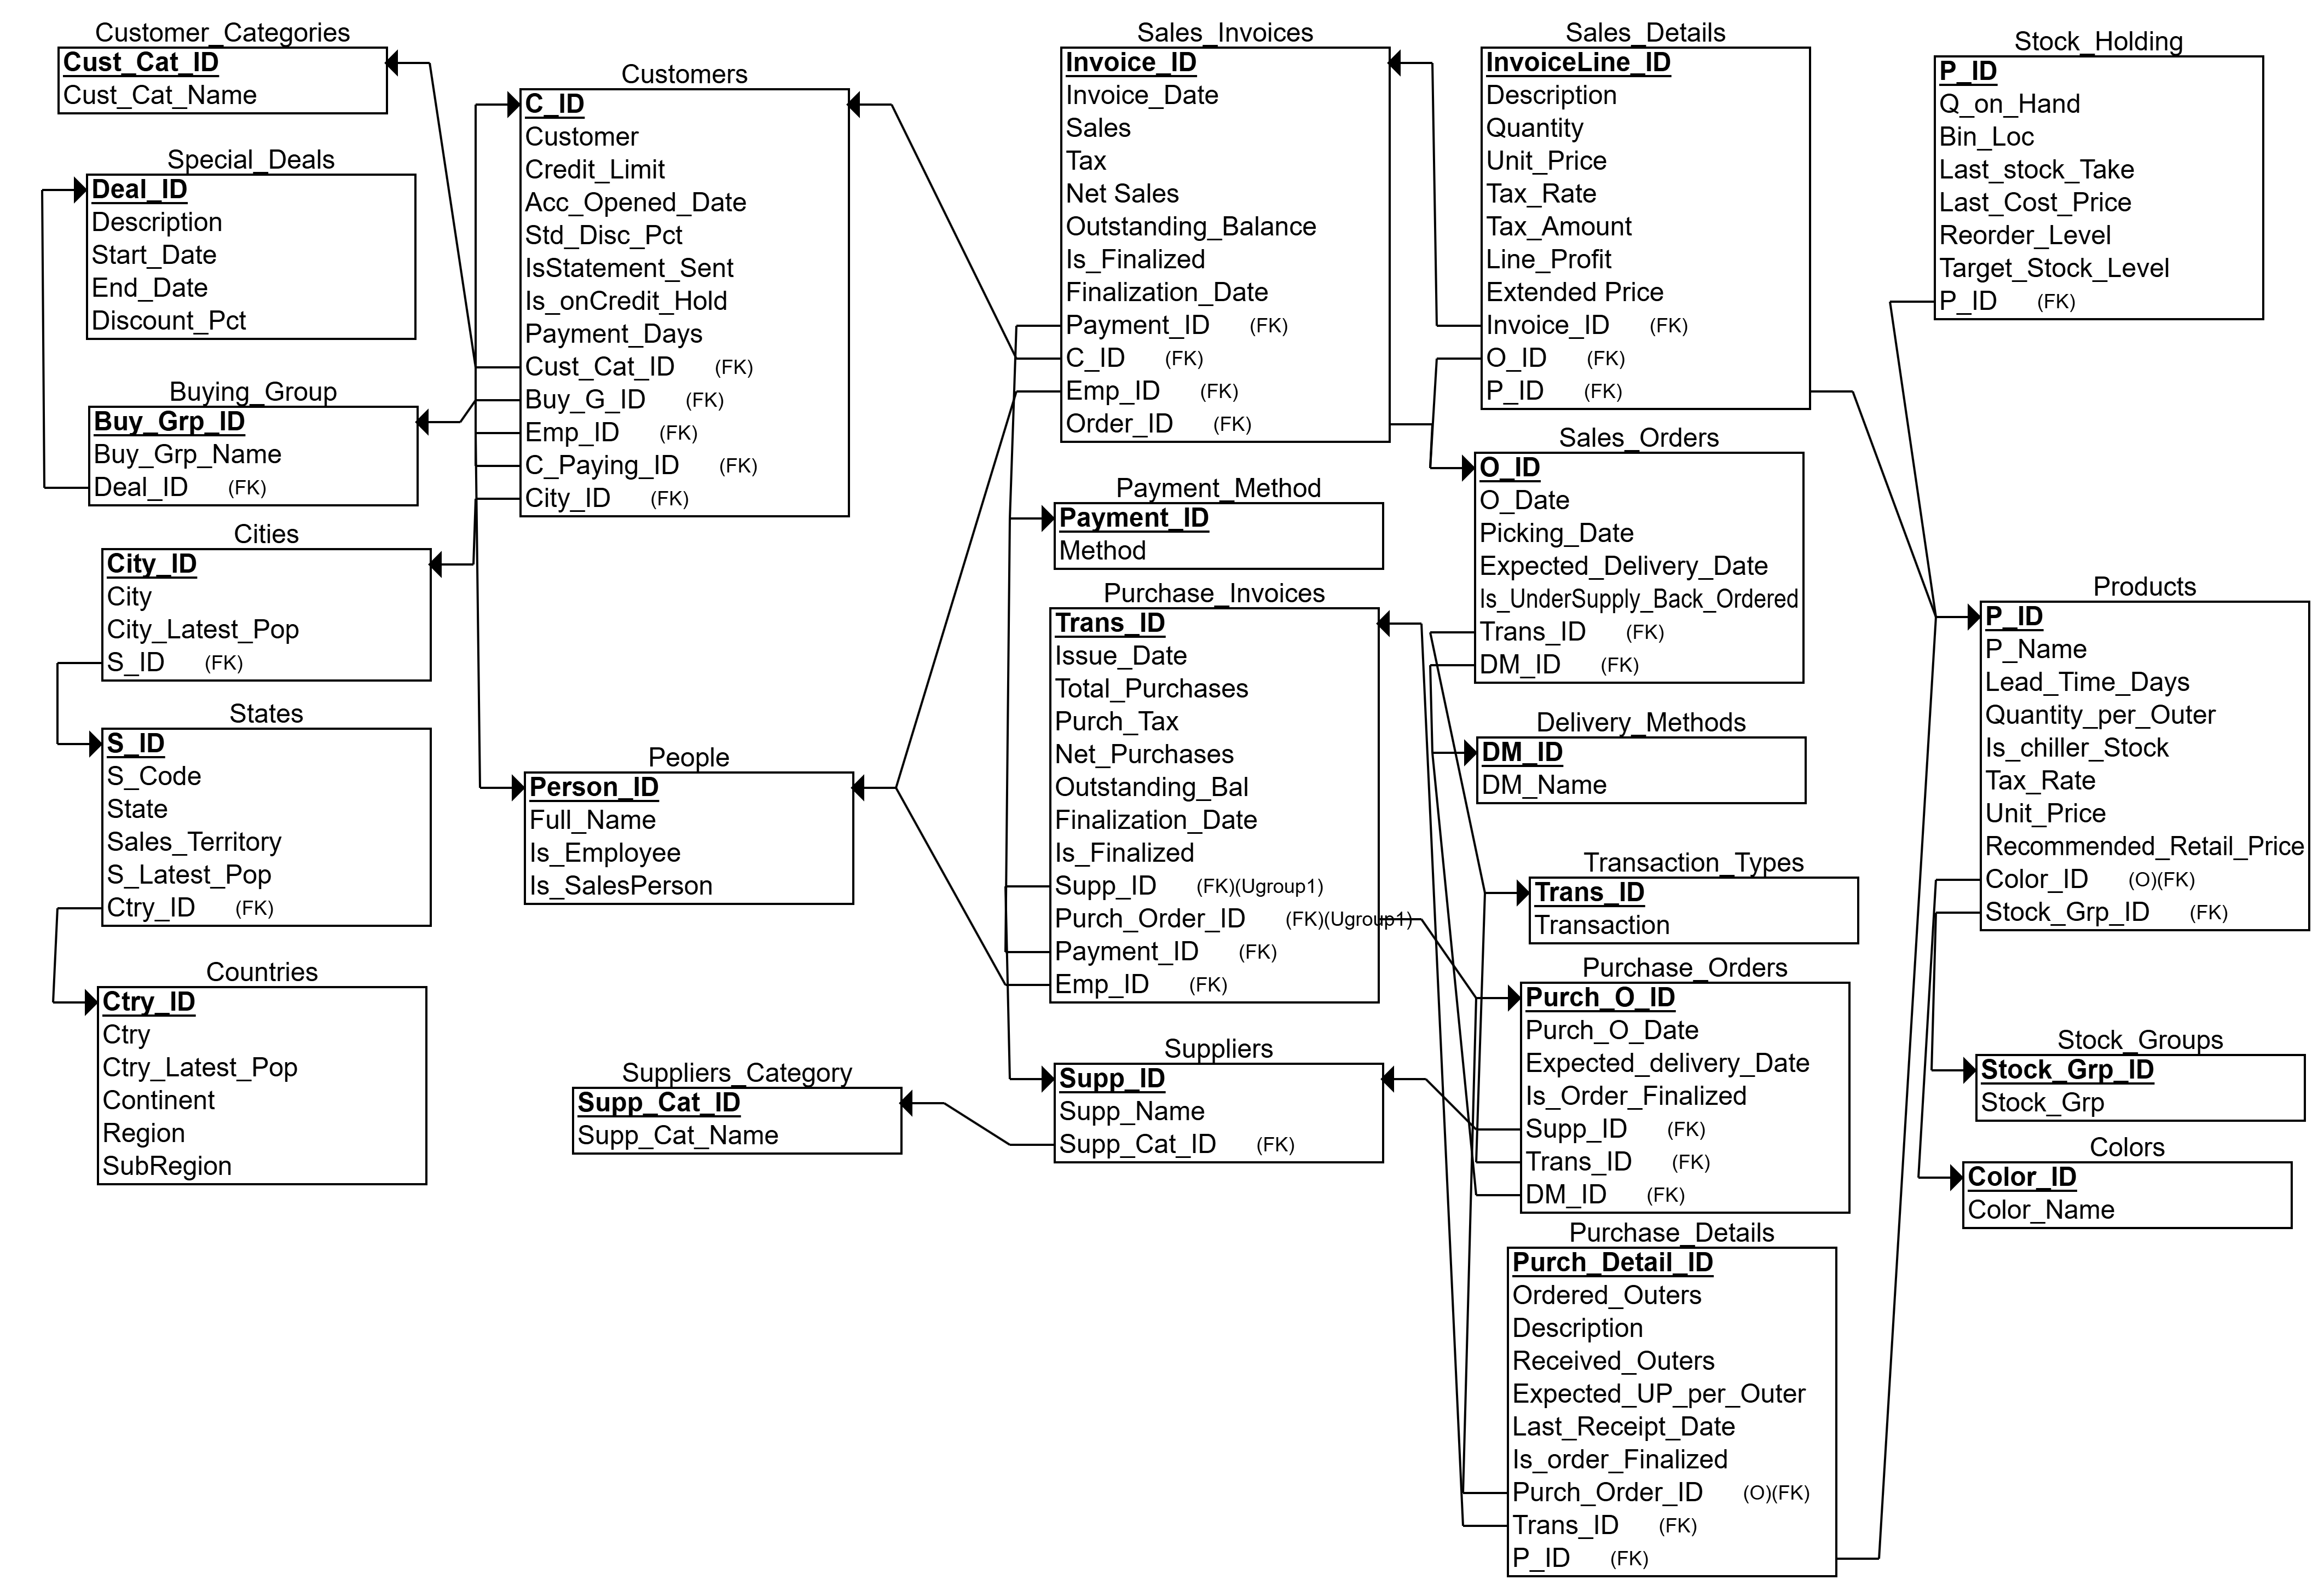 Customer_Categories
Cust_Cat_ID
Cust_Cat_Name
Special_Deals
Deal_ID
Description
Start_Date
End_Date
Discount_Pct
Buying_Group
Buy_Grp_ID
Buy_Grp_Name
Deal_ID (FK)
Cities
City_ID
City
City_Latest_Pop
S_ID (FK)
States
S_ID
S_Code
State
Sales_Territory
S_Latest_Pop
Ctry_ID (FK)
Countries
Ctry_ID
Ctry
Ctry_Latest_Pop
Continent
Region
SubRegion
Customers
C_ID
Customer
Credit_Limit
Acc_Opened_Date
Std_Disc_Pct
IsStatement_Sent
Is_onCredit_Hold
Payment_Days
Cust_Cat_ID (FK)
Buy_G_ID (FK)
Emp_ID (FK)
C_Paying_ID (FK)
City_ID (FK)
People
Person_ID
Full_Name
Is_Employee
Is_SalesPerson
Suppliers_Category
Supp_Cat_ID
Supp_Cat_Name
Sales_Invoices
Invoice_ID
Invoice_Date
Sales
Tax
Net Sales
Outstanding_Balance
Is_Finalized
Finalization_Date
Payment_ID (FK)
C_ID (FK)
Emp_ID (FK)
Order_ID (FK)
Payment_Method
Payment_ID
Method
Purchase_Invoices
Trans_ID
Issue_Date
Total_Purchases
Purch_Tax
Net_Purchases
Outstanding_Bal
Finalization_Date
Is_Finalized
Supp_ID (FK)(Ugroup1)
Purch_Order_ID (FK)(Ugroup1)
Payment_ID (FK)
Emp_ID (FK)
Suppliers
Supp_ID
Supp_Name
Supp_Cat_ID (FK)
Sales_Details
InvoiceLine_ID
Description
Quantity
Unit_Price
Tax_Rate
Tax_Amount
Line_Profit
Extended Price
Invoice_ID (FK)
O_ID (FK)
P_ID (FK)
Sales_Orders
O_ID
O_Date
Picking_Date
Expected_Delivery_Date
Is_UnderSupply_Back_Ordered
Trans_ID (FK)
DM_ID (FK)
Delivery_Methods
DM_ID
DM_Name
Transaction_Types
Trans_ID
Transaction
Purchase_Orders
Purch_O_ID
Purch_O_Date
Expected_delivery_Date
Is_Order_Finalized
Supp_ID (FK)
Trans_ID (FK)
DM_ID (FK)
Purchase_Details
Purch_Detail_ID
Ordered_Outers
Description
Received_Outers
Expected_UP_per_Outer
Last_Receipt_Date
Is_order_Finalized
Purch_Order_ID (O)(FK)
Trans_ID (FK)
P_ID (FK)
Stock_Holding
P_ID
Q_on_Hand
Bin_Loc
Last_stock_Take
Last_Cost_Price
Reorder_Level
Target_Stock_Level
P_ID (FK)
Products
P_ID
P_Name
Lead_Time_Days
Quantity_per_Outer
Is_chiller_Stock
Tax_Rate
Unit_Price
Recommended_Retail_Price
Color_ID (O)(FK)
Stock_Grp_ID (FK)
Stock_Groups
Stock_Grp_ID
Stock_Grp
Colors
Color_ID
Color_Name